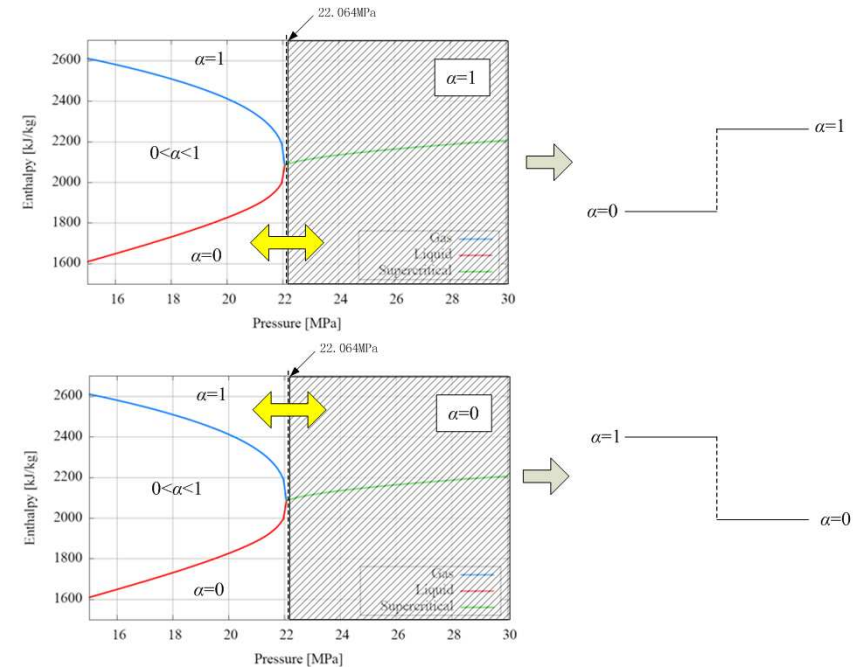 22.064MPa
2600
2400
2200
2000
1800
1600
Enthalpy [kJ/kg]
α=1
0<α<1
α=0
α=1
Gas
Liquid
Supercritical
16 18 20 22 24 26 28 30
Pressure [MPa]
α=1
α=0
22.064MPa
2600
2400
2200
2000
1800
1600
Enthalpy [kJ/kg]
α=1
0<α<1
α=0
α=0
Gas
Liquid
Supercritical
16 18 20 22 24 26 28 30
Pressure [MPa]
α=1
α=0